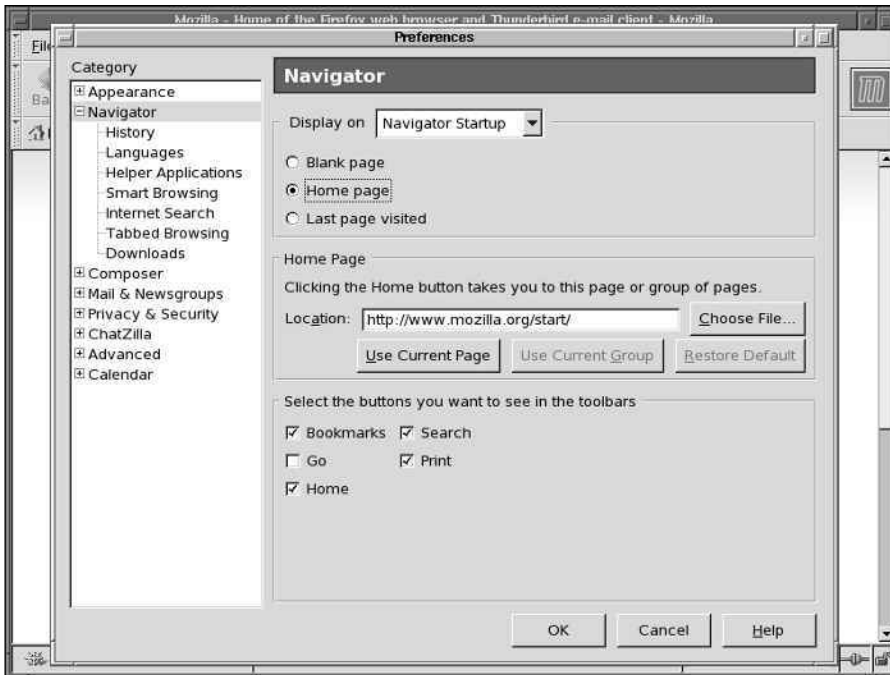 Mozilla - Home of the Firefox web browser and Thunderbird e-mail client - Mozilla
Preferences
File
Ba
Category
Appearance
Navigator
History
Languages
Helper Applications
Smart Browsing
Internet Search
Tabbed Browsing
Downloads
Composer
Mail & Newsgroups
Privacy & Security
ChatZilla
Advanced
Calendar
Navigator
Display on Navigator Startup
Blank page
Home page
Last page visited
Home Page
Clicking the Home button takes you to this page or group of pages.
Location: http://www.mozilla.org/start/ Choose File...
Use Current Page Use Current Group Restore Default
Select the buttons you want to see in the toolbars
Bookmarks Search
Go Print
Home
OK Cancel Help
m